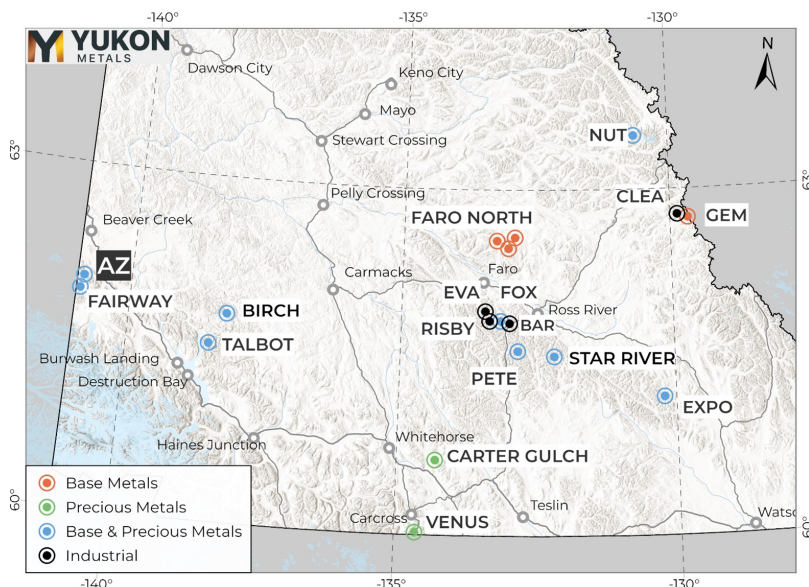 -140°
-135°
-130°
YUKON
METALS
Dawson City
Keno City
N
Mayo
NUT
Stewart Crossing
63°
63°
Pelly Crossing
CLEA
Beaver Creek
FARO NORTH
GEM
AZ
Carmacks
Faro
FAIRWAY
EVA
FOX
BIRCH
Ross River
RISBY
BAR
TALBOT
Burwash Landing
STAR RIVER
Destruction Bay
PETE
EXPO
Whitehorse
Haines Junction
CARTER GULCH
Base Metals
60°
Precious Metals
Teslin
Carcross
VENUS
60°
Base & Precious Metals
Industrial
-140°
-135°
-130°